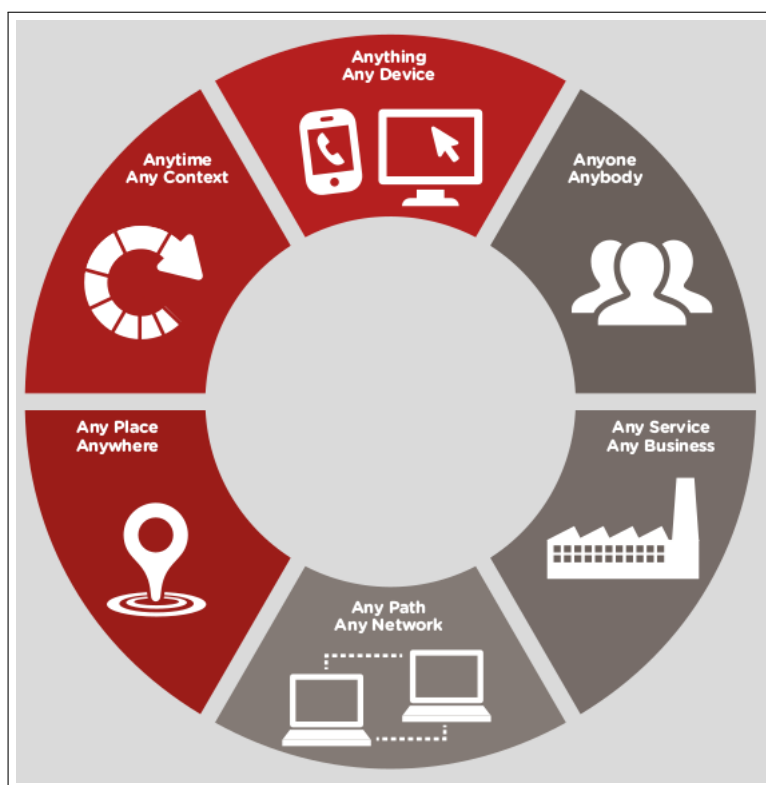 Anything
Any Device
Anyone
Anybody
Any Service
Any Business
Any Path
Any Network
Any Place
Anywhere
Anytime
Any Context